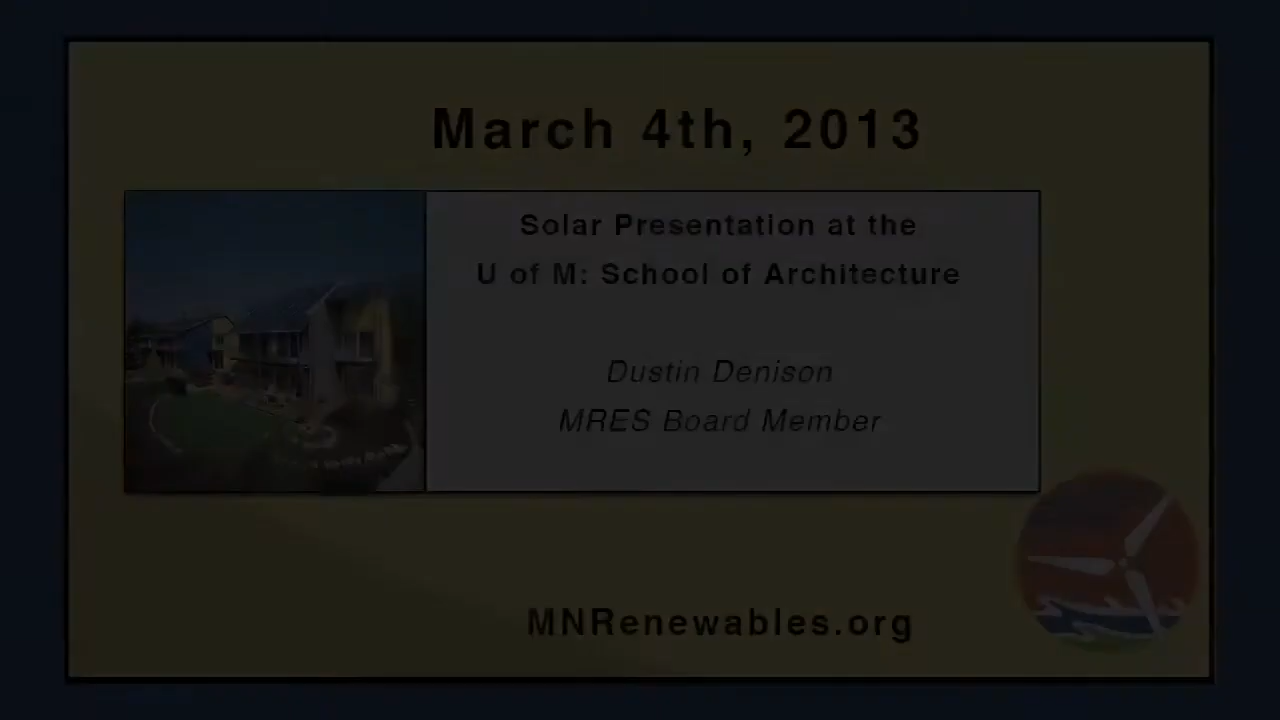 March 4th, 2013
Solar Presentation at the
U of M: School of Architecture
Dustin Denison
MRES Board Member
MNRenewables.org